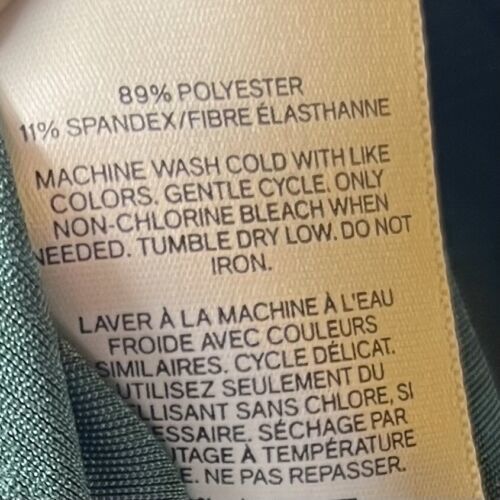 89% POLYESTER
11% SPANDEX/FIBRE ÉLASTHANNE
MACHINE WASH COLD WITH LIKE
COLORS. GENTLE CYCLE. ONLY
NON-CHLORINE BLEACH WHEN
NEEDED. TUMBLE DRY LOW. DO NOT
IRON.
LAVER À LA MACHINE À L'EAU
FROIDE AVEC COULEURS
SIMILAIRES. CYCLE DÉLICAT.
UTILISEZ SEULEMENT DU
SANS CHLORE, SI
SÉCHAGE PAR
À TEMPÉRATURE
NE PAS REPASSER.